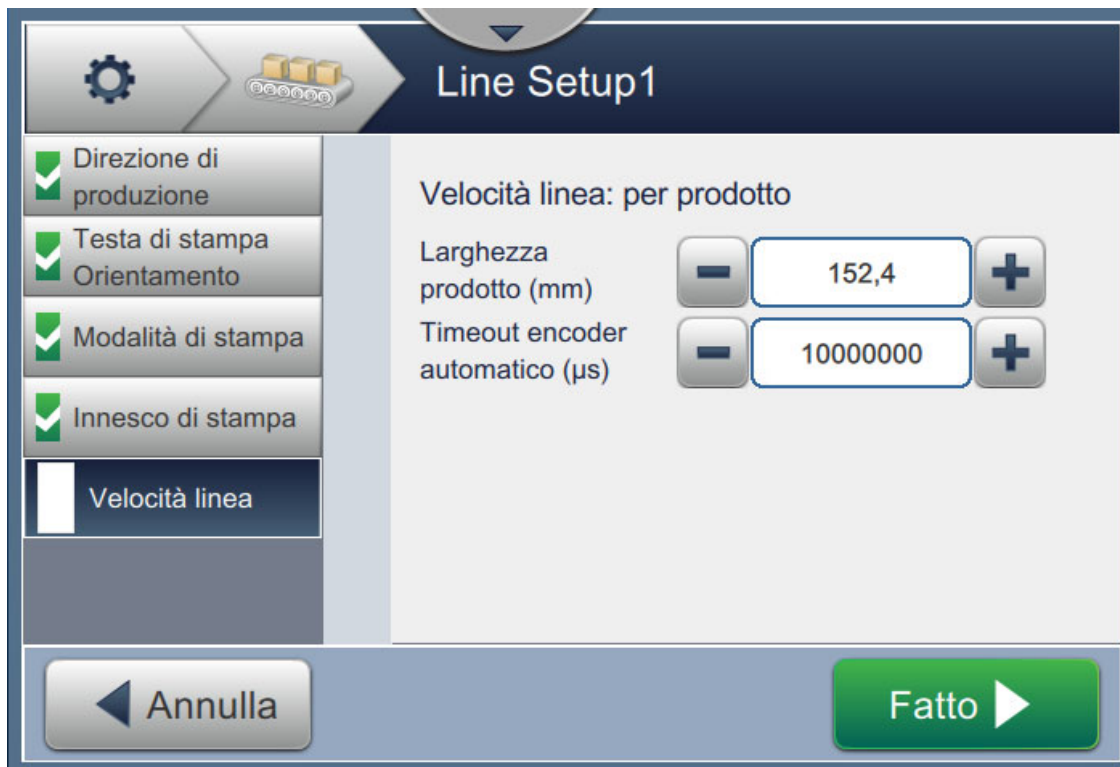 Line Setup1
Direzione di
produzione
Testa di stampa
Orientamento
Modalità di stampa
Innesco di stampa
Velocità linea
Velocità linea: per prodotto
Larghezza
prodotto (mm)
152,4
Timeout encoder
automatico (µs)
10000000
Annulla
Fatto